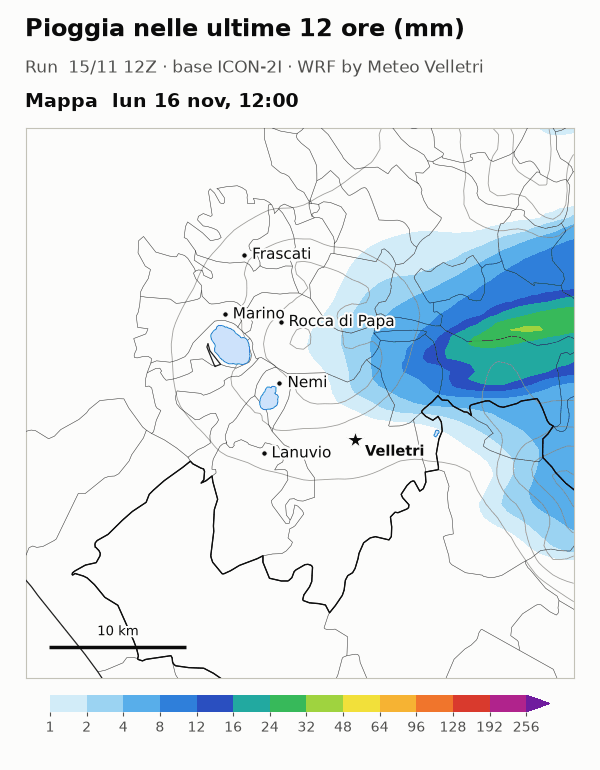 Pioggia nelle ultime 12 ore (mm)
Run  15/11 12Z · base ICON-2I · WRF by Meteo Velletri
Mappa  lun 16 nov, 12:00
Frascati
Marino
Rocca di Papa
Nemi
Velletri
Lanuvio
10 km
1 2 4 8 12 16 24 32 48 64 96 128 192 256